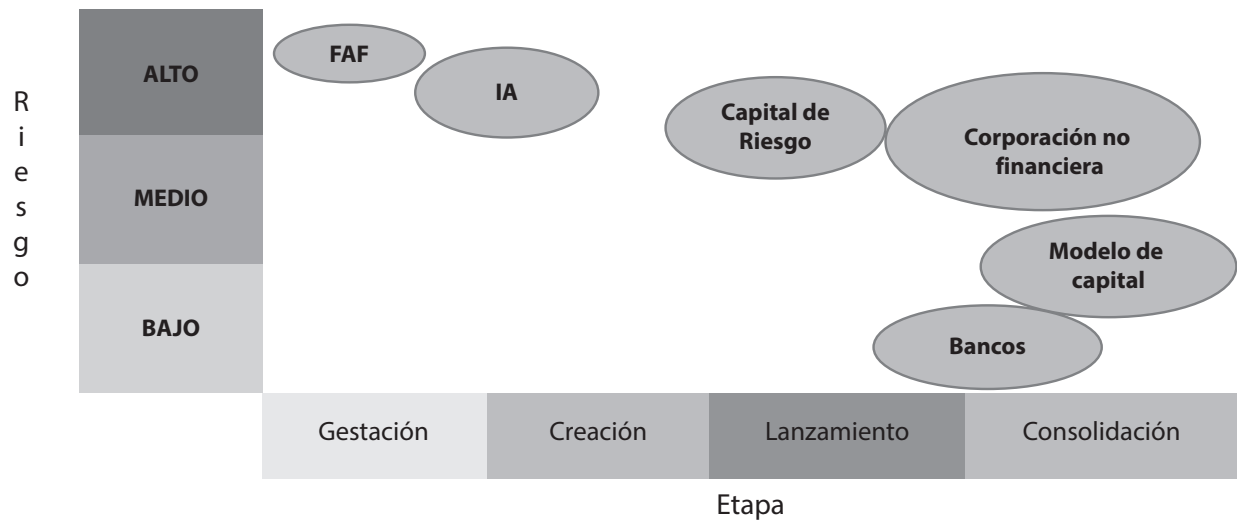 Riesgo
ALTO
MEDIO
BAJO
FAF
IA
Capital de
Riesgo
Corporación no
financiera
Modelo de
capital
Bancos
Gestación
Creación
Lanzamiento
Consolidación
Etapa